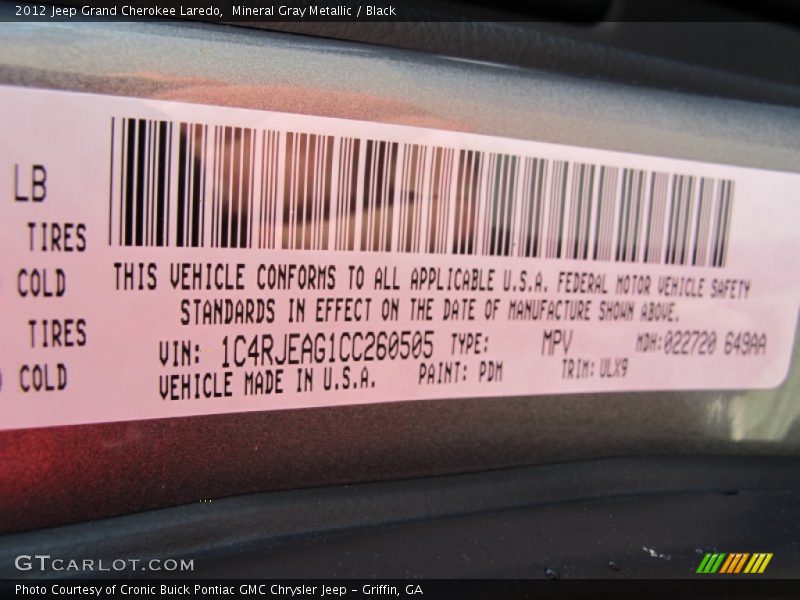 2012 Jeep Grand Cherokee Laredo,  Mineral Gray Metallic / Black
LB
TIRES
COLD
TIRES
COLD
THIS VEHICLE CONFORMS TO ALL APPLICABLE U.S.A. FEDERAL MOTOR VEHICLE SAFETY
STANDARDS IN EFFECT ON THE DATE OF MANUFACTURE SHOWN ABOVE.
VIN: 1C4RJEAG1CC260505 TYPE: MPV MDH:022720 649AA
VEHICLE MADE IN U.S.A. PAINT: PDM TRIM: ULX9
GTCARLOT.COM
Photo Courtesy of Cronic Buick Pontiac GMC Chrysler Jeep - Griffin, GA